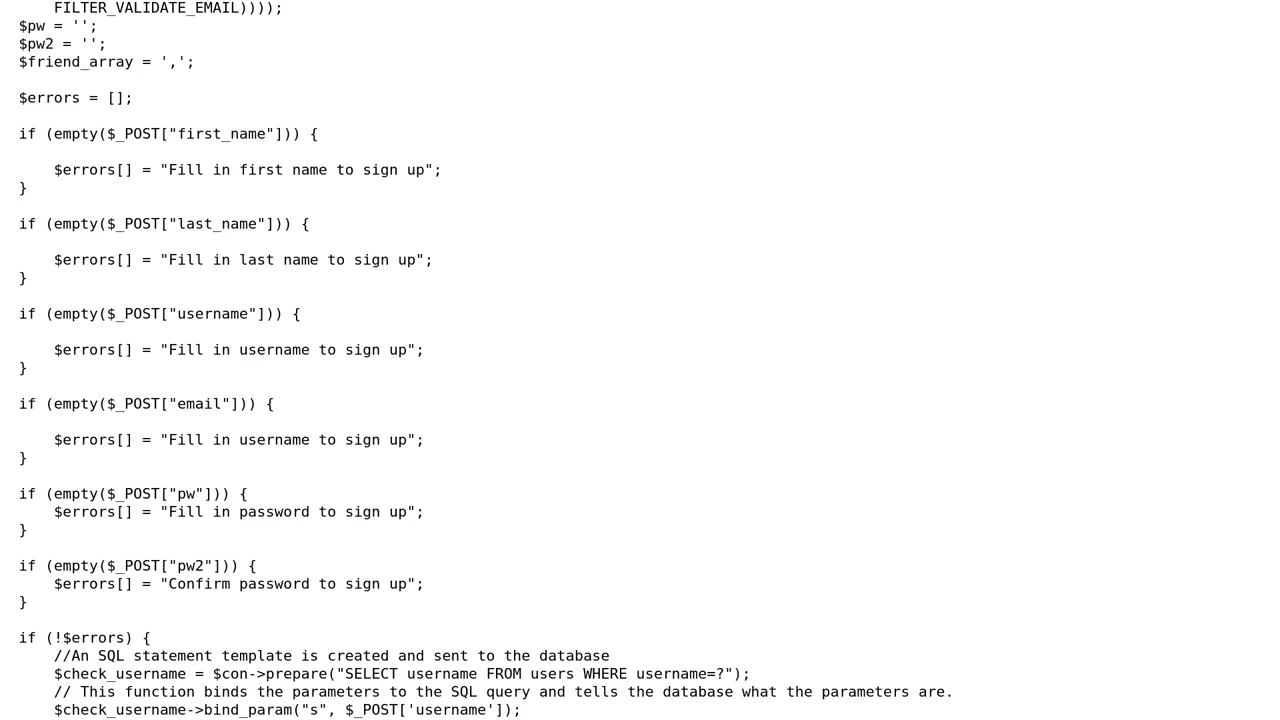 FILTER_VALIDATE_EMAIL))));
$pw = '';
$pw2 = '';
$friend_array = ',';
$errors = [];
if (empty($_POST["first_name"])) {
$errors[] = "Fill in first name to sign up";
}
if (empty($_POST["last_name"])) {
$errors[] = "Fill in last name to sign up";
}
if (empty($_POST["username"])) {
$errors[] = "Fill in username to sign up";
}
if (empty($_POST["email"])) {
$errors[] = "Fill in username to sign up";
}
if (empty($_POST["pw"])) {
$errors[] = "Fill in password to sign up";
}
if (empty($_POST["pw2"])) {
$errors[] = "Confirm password to sign up";
}
if (!$errors) {
//An SQL statement template is created and sent to the database
$check_username = $con->prepare("SELECT username FROM users WHERE username=?");
// This function binds the parameters to the SQL query and tells the database what the parameters are.
$check_username->bind_param("s", $_POST['username']);